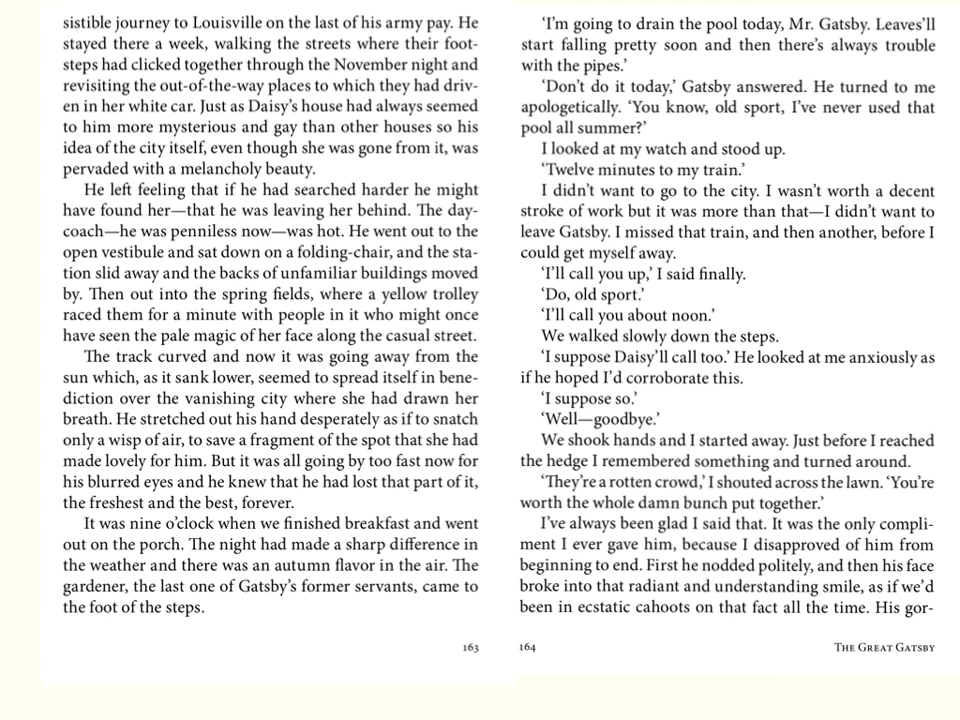 sistible journey to Louisville on the last of his army pay. He
stayed there a week, walking the streets where their foot-
steps had clicked together through the November night and
revisiting the out-of-the-way places to which they had driv-
en in her white car. Just as Daisy’s house had always seemed
to him more mysterious and gay than other houses so his
idea of the city itself, even though she was gone from it, was
pervaded with a melancholy beauty.
He left feeling that if he had searched harder he might
have found her—that he was leaving her behind. The day-
coach—he was penniless now—was hot. He went out to the
open vestibule and sat down on a folding-chair, and the sta-
tion slid away and the backs of unfamiliar buildings moved
by. Then out into the spring fields, where a yellow trolley
raced them for a minute with people in it who might once
have seen the pale magic of her face along the casual street.
The track curved and now it was going away from the
sun which, as it sank lower, seemed to spread itself in bene-
diction over the vanishing city where she had drawn her
breath. He stretched out his hand desperately as if to snatch
only a wisp of air, to save a fragment of the spot that she had
made lovely for him. But it was all going by too fast now for
his blurred eyes and he knew that he had lost that part of it,
the freshest and the best, forever.
It was nine o’clock when we finished breakfast and went
out on the porch. The night had made a sharp difference in
the weather and there was an autumn flavor in the air. The
gardener, the last one of Gatsby’s former servants, came to
the foot of the steps.
163
‘I’m going to drain the pool today, Mr. Gatsby. Leaves’ll
start falling pretty soon and then there’s always trouble
with the pipes.’
‘Don’t do it today,’ Gatsby answered. He turned to me
apologetically. ‘You know, old sport, I’ve never used that
pool all summer?’
I looked at my watch and stood up.
‘Twelve minutes to my train.’
I didn’t want to go to the city. I wasn’t worth a decent
stroke of work but it was more than that—I didn’t want to
leave Gatsby. I missed that train, and then another, before I
could get myself away.
‘I’ll call you up,’ I said finally.
‘Do, old sport.’
‘I’ll call you about noon.’
We walked slowly down the steps.
‘I suppose Daisy’ll call too.’ He looked at me anxiously as
if he hoped I’d corroborate this.
‘I suppose so.’
‘Well—goodbye.’
We shook hands and I started away. Just before I reached
the hedge I remembered something and turned around.
‘They’re a rotten crowd,’ I shouted across the lawn. ‘You’re
worth the whole damn bunch put together.’
I’ve always been glad I said that. It was the only compli-
ment I ever gave him, because I disapproved of him from
beginning to end. First he nodded politely, and then his face
broke into that radiant and understanding smile, as if we’d
been in ecstatic cahoots on that fact all the time. His gor-
164
THE GREAT GATSBY